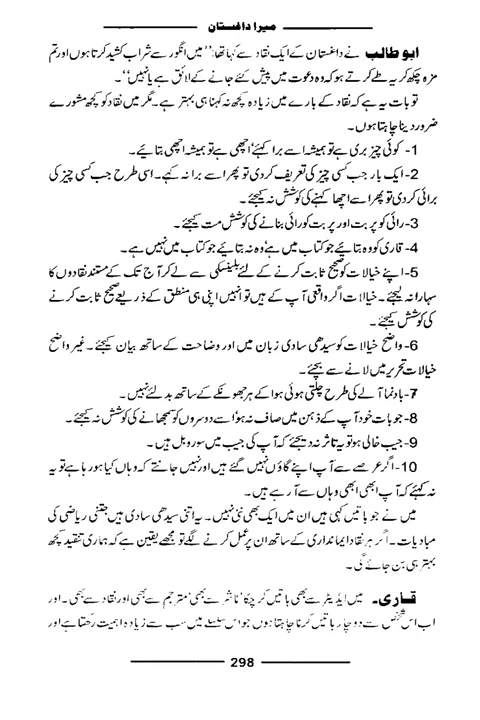 میرا داغستان
ابو طالب نے داغستان کے ایک نقاد سے کہا تھا: ”میں انگور سے شراب کشید کرتا ہوں اور تم
مزہ چکھ کر یہ طے کرتے ہو کہ وہ دعوت میں پیش کئے جانے کے لائق ہے یا نہیں“۔
تو بات یہ ہے کہ نقاد کے بارے میں زیادہ کچھ نہ کہنا ہی بہتر ہے۔ مگر میں نقاد کو کچھ مشورے
ضرور دینا چاہتا ہوں۔
1- کوئی چیز بری ہے تو ہمیشہ اسے برا کہئے‘ اچھی ہے تو ہمیشہ اچھی بتائیے۔
2- ایک بار جب کسی چیز کی تعریف کر دی تو پھر اسے برا نہ کہے۔ اسی طرح جب کسی چیز کی
برائی کر دی تو پھر اسے اچھا کہنے کی کوشش نہ کیجئے۔
3- رائی کو پربت اور پربت کو رائی بنانے کی کوشش مت کیجئے۔
4- قاری کو وہ بتائیے جو کتاب میں ہے‘ وہ نہ بتائیے جو کتاب میں نہیں ہے۔
5- اپنے خیالات کو صحیح ثابت کرنے کے لئے بلینسکی سے لے کر آج تک کے مستند نقادوں کا
سہارا نہ لیجئے۔ خیالات اگر واقعی آپ کے ہیں تو انہیں اپنی ہی منطق کے ذریعے صحیح ثابت کرنے
کی کوشش کیجئے۔
6- واضح خیالات کو سیدھی سادی زبان میں اور وضاحت کے ساتھ بیان کیجئے۔ غیر واضح
خیالات تحریر میں لانے سے بچیے۔
7- بادنما آلے کی طرح چلتی ہوئی ہوا کے ہر جھونکے کے ساتھ بدلئے نہیں۔
8- جو بات خود آپ کے ذہن میں صاف نہ ہو‘ اسے دوسروں کو سمجھانے کی کوشش نہ کیجئے۔
9- جیب خالی ہو تو یہ تاثر نہ دیجئے کہ آپ کی جیب میں سو روبل ہیں۔
10- اگر عرصے سے آپ اپنے گاؤں نہیں گئے ہیں اور نہیں جانتے کہ وہاں کیا ہو رہا ہے تو یہ
نہ کہئے کہ آپ ابھی ابھی وہاں سے آ رہے ہیں۔
میں نے جو باتیں کہی ہیں ان میں ایک بھی نئی نہیں۔ یہ اتنی سیدھی سادی ہیں جتنی ریاضی کی
مبادیات۔ اگر ہر نقاد ایمانداری کے ساتھ ان پر عمل کرنے لگے تو مجھے یقین ہے کہ ہماری تنقید کچھ
بہتر ہی بن جائے گی۔
قاری۔ میں ایڈیٹر سے بھی باتیں کر چکا‘ ناشر سے بھی‘ مترجم سے بھی اور نقاد سے بھی۔ اور
اب اس شخص سے دو چار باتیں کرنا چاہتا ہوں جو اس سلسلے میں سب سے زیادہ اہمیت رکھتا ہے اور
298